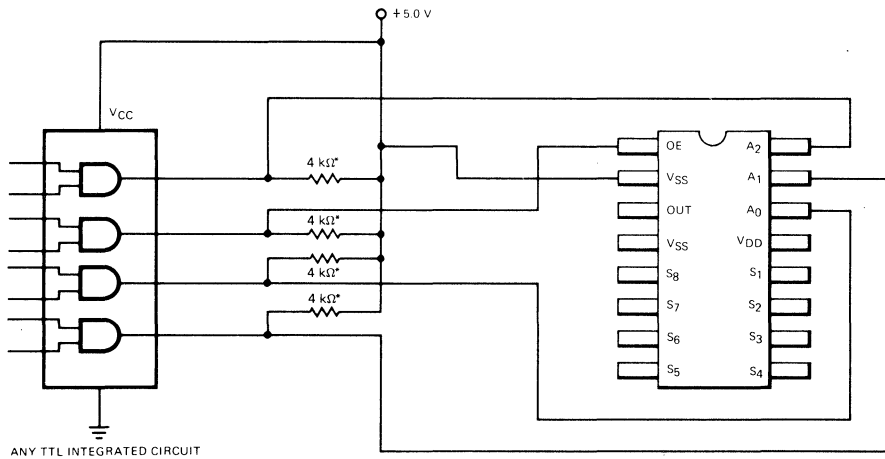 +5.0 V
VCC
4 kΩ*
4 kΩ*
4 kΩ*
4 kΩ*
OE
VSS
OUT
VSS
S8
S7
S6
S5
A2
A1
A0
VDD
S1
S2
S3
S4
ANY TTL INTEGRATED CIRCUIT